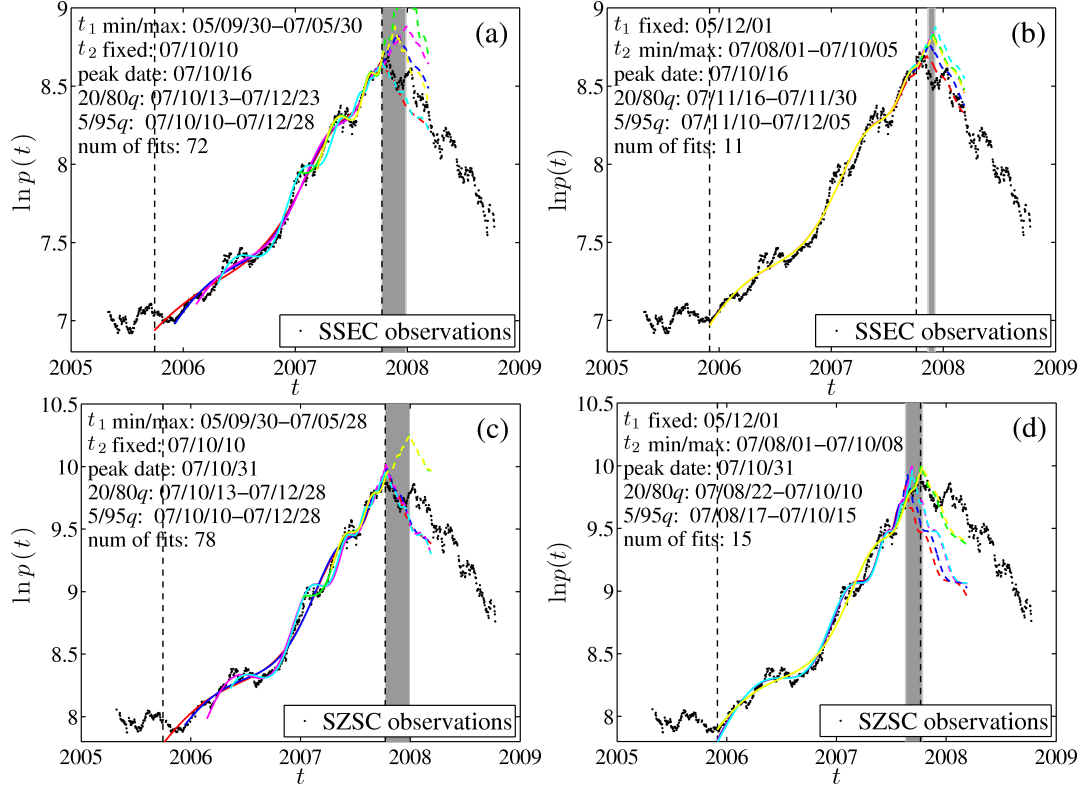 9
8.5
8
7.5
7
2005
2006
2007
2008
2009
ln p(t)
t
t₁ min/max: 05/09/30−07/05/30
t₂ fixed: 07/10/10
peak date: 07/10/16
20/80q: 07/10/13−07/12/23
5/95q: 07/10/10−07/12/28
num of fits: 72
(a)
SSEC observations
9
8.5
8
7.5
7
2005
2006
2007
2008
2009
lnp(t)
t
t₁ fixed: 05/12/01
t₂ min/max: 07/08/01−07/10/05
peak date: 07/10/16
20/80q: 07/11/16−07/11/30
5/95q: 07/11/10−07/12/05
num of fits: 11
(b)
SSEC observations
10.5
10
9.5
9
8.5
8
2005
2006
2007
2008
2009
ln p(t)
t
t₁ min/max: 05/09/30−07/05/28
t₂ fixed: 07/10/10
peak date: 07/10/31
20/80q: 07/10/13−07/12/28
5/95q: 07/10/10−07/12/28
num of fits: 78
(c)
SZSC observations
10.5
10
9.5
9
8.5
8
2005
2006
2007
2008
2009
lnp(t)
t
t₁ fixed: 05/12/01
t₂ min/max: 07/08/01−07/10/08
peak date: 07/10/31
20/80q: 07/08/22−07/10/10
5/95q: 07/08/17−07/10/15
num of fits: 15
(d)
SZSC observations